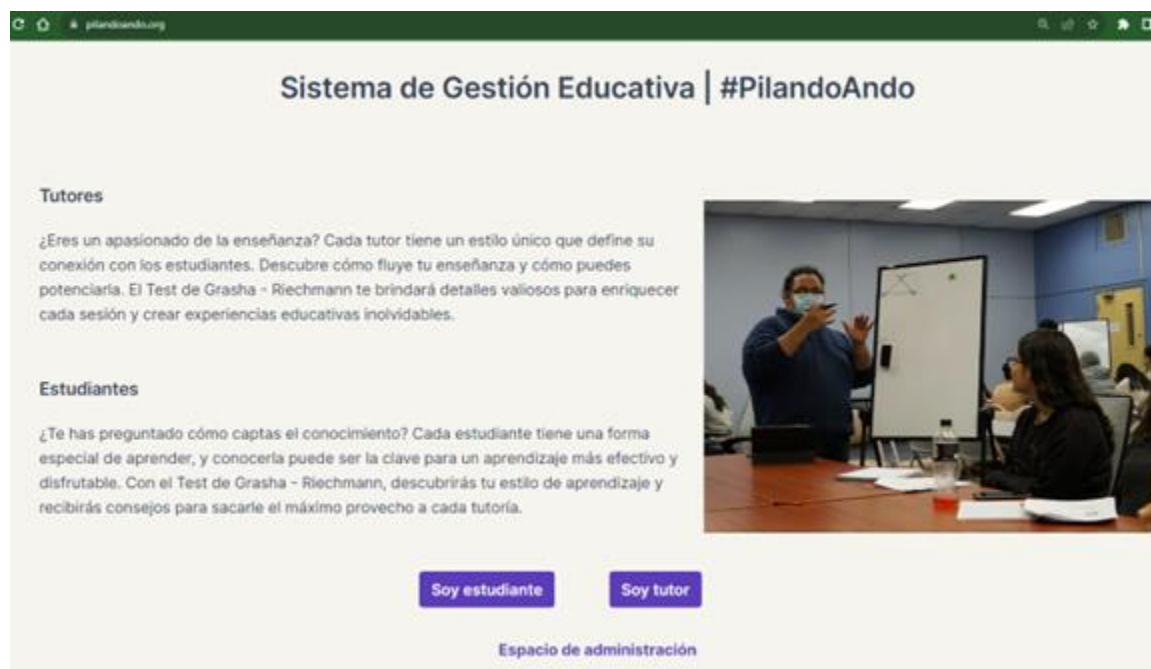 pilandoando.org
Sistema de Gestión Educativa | #PilandoAndo
Tutores
¿Eres un apasionado de la enseñanza? Cada tutor tiene un estilo único que define su
conexión con los estudiantes. Descubre cómo fluye tu enseñanza y cómo puedes
potenciarla. El Test de Grasha - Riechmann te brindará detalles valiosos para enriquecer
cada sesión y crear experiencias educativas inolvidables.
Estudiantes
¿Te has preguntado cómo captas el conocimiento? Cada estudiante tiene una forma
especial de aprender, y conocerla puede ser la clave para un aprendizaje más efectivo y
disfrutable. Con el Test de Grasha - Riechmann, descubrirás tu estilo de aprendizaje y
recibirás consejos para sacarle el máximo provecho a cada tutoría.
Soy estudiante
Soy tutor
Espacio de administración